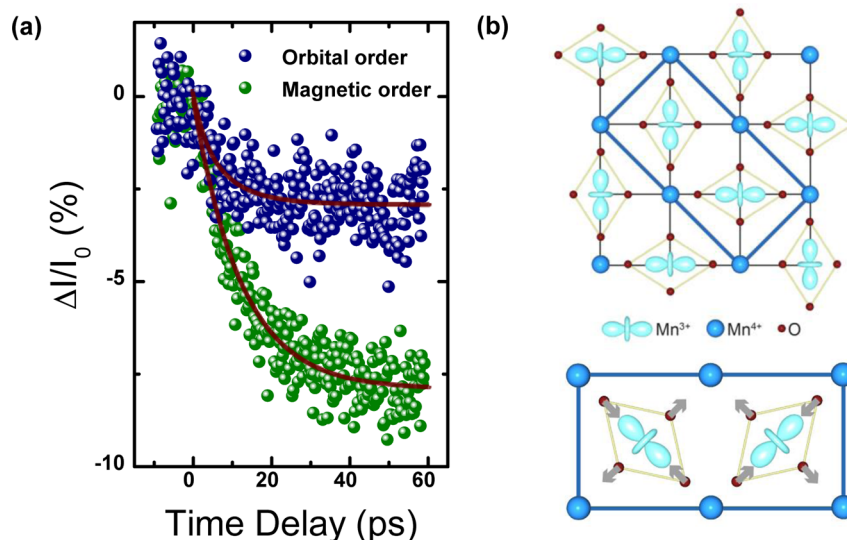 (a)
Orbital order
Magnetic order
0
-5
-10
ΔI/I₀ (%)
0
20
40
60
Time Delay (ps)
(b)
Mn³⁺
Mn⁴⁺
O